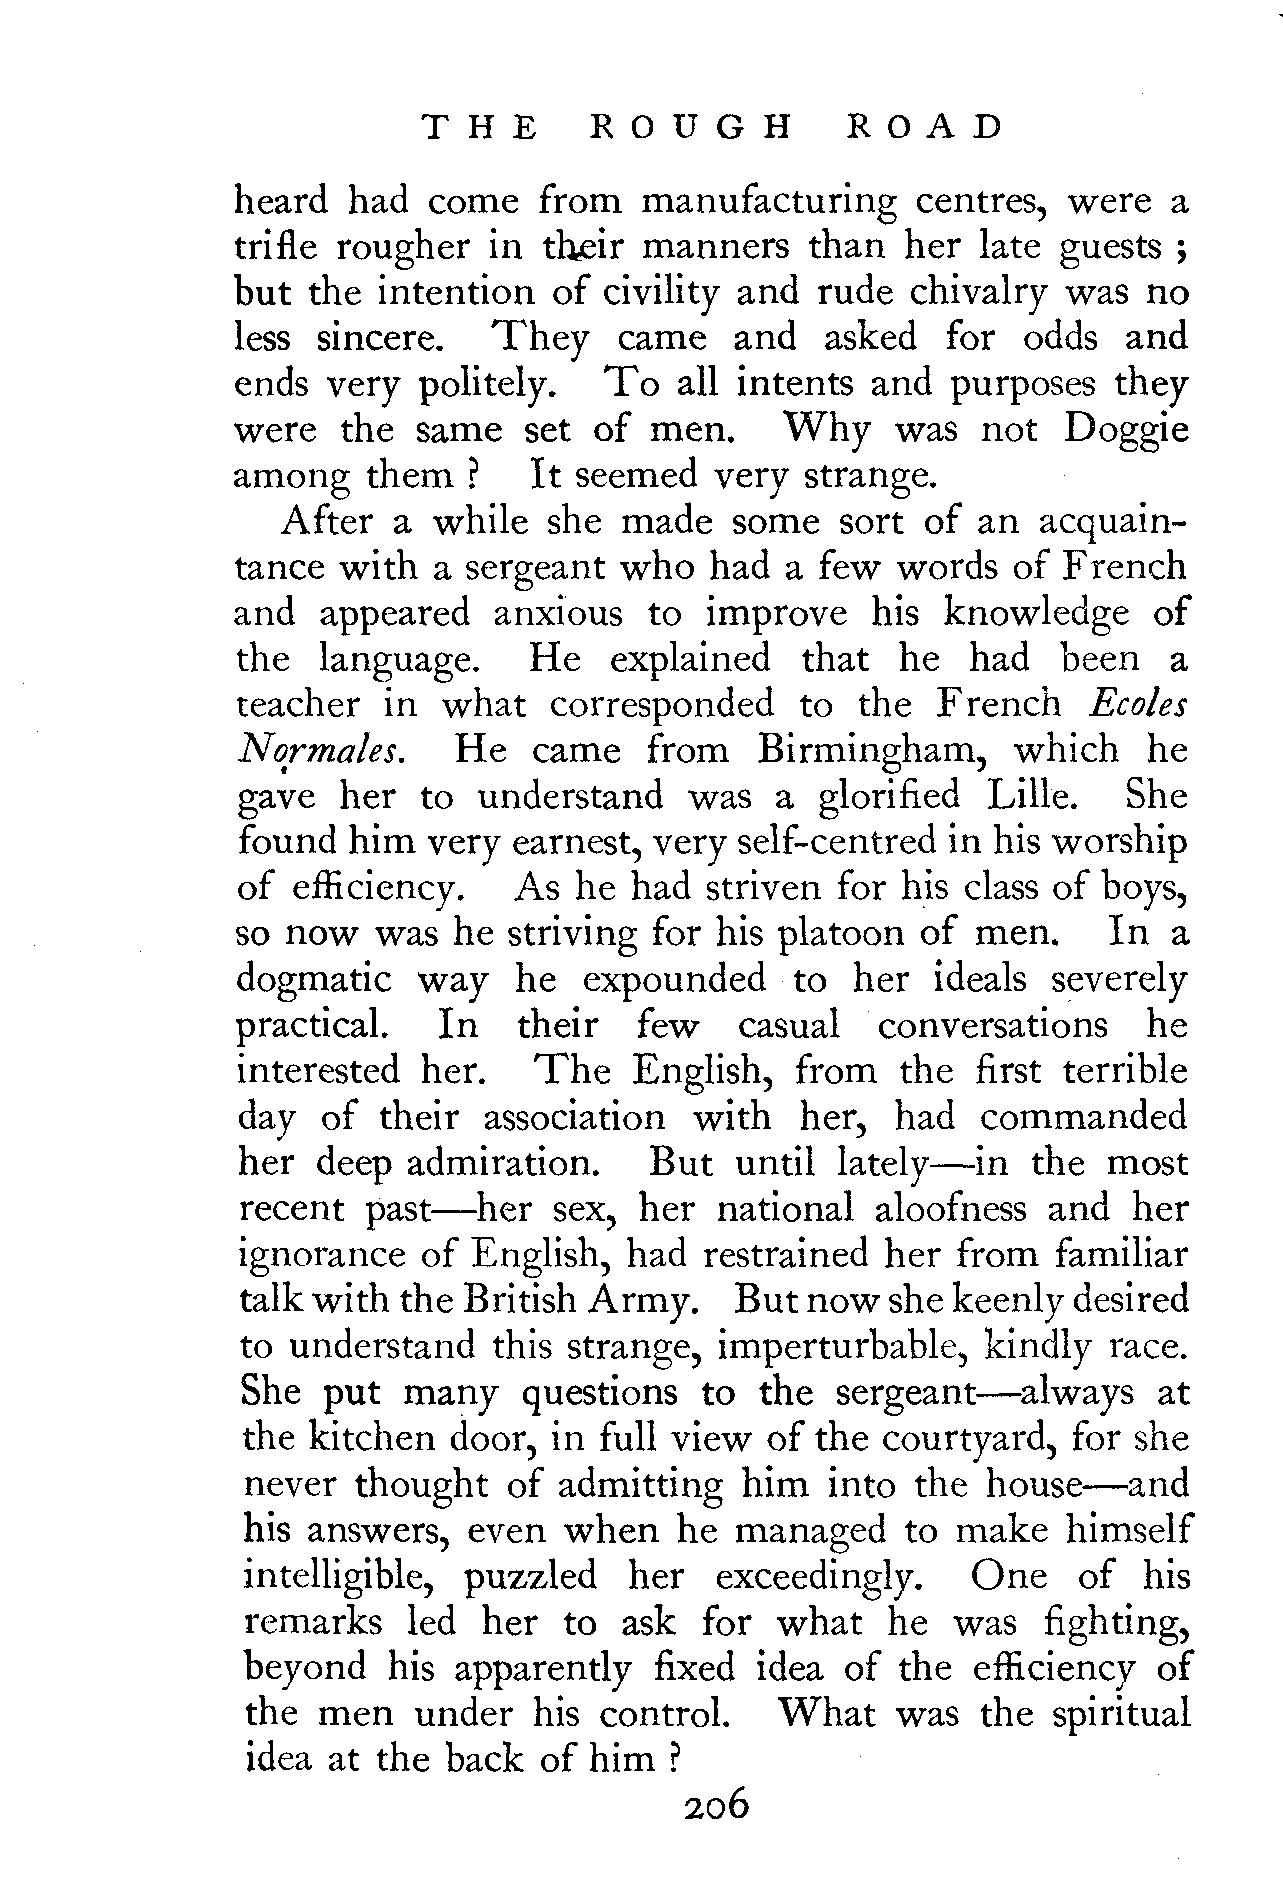 THE ROUGH ROAD
heard had come from manufacturing centres, were a
trifle rougher in their manners than her late guests ;
but the intention of civility and rude chivalry was no
less sincere. They came and asked for odds and
ends very politely. To all intents and purposes they
were the same set of men. Why was not Doggie
among them ? It seemed very strange.
After a while she made some sort of an acquain-
tance with a sergeant who had a few words of French
and appeared anxious to improve his knowledge of
the language. He explained that he had been a
teacher in what corresponded to the French Ecoles
Normales. He came from Birmingham, which he
gave her to understand was a glorified Lille. She
found him very earnest, very self-centred in his worship
of efficiency. As he had striven for his class of boys,
so now was he striving for his platoon of men. In a
dogmatic way he expounded to her ideals severely
practical. In their few casual conversations he
interested her. The English, from the first terrible
day of their association with her, had commanded
her deep admiration. But until lately—in the most
recent past—her sex, her national aloofness and her
ignorance of English, had restrained her from familiar
talk with the British Army. But now she keenly desired
to understand this strange, imperturbable, kindly race.
She put many questions to the sergeant—always at
the kitchen door, in full view of the courtyard, for she
never thought of admitting him into the house—and
his answers, even when he managed to make himself
intelligible, puzzled her exceedingly. One of his
remarks led her to ask for what he was fighting,
beyond his apparently fixed idea of the efficiency of
the men under his control. What was the spiritual
idea at the back of him ?
206